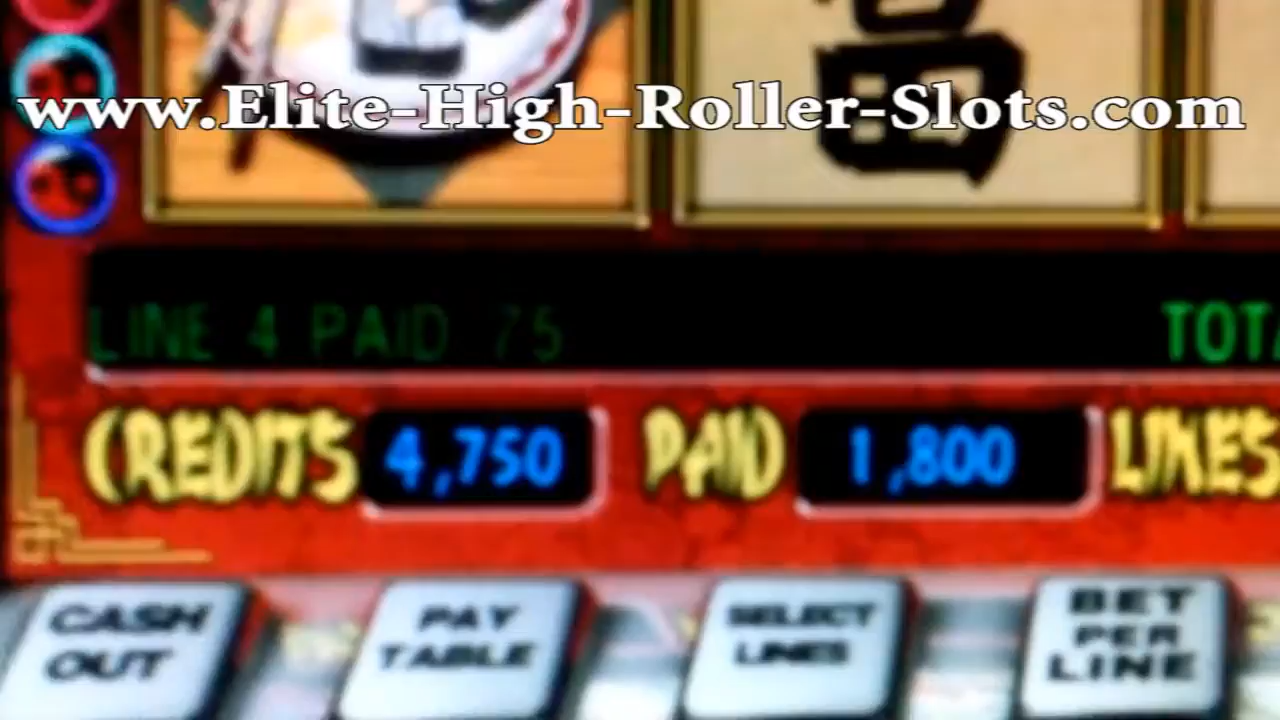 www.Elite-High-Roller-Slots.com
富
LINE 4 PAID 75
CREDITS 4,750 PAID 1,800 LINES
CASH OUT
PAY TABLE
SELECT LINES
BET PER LINE